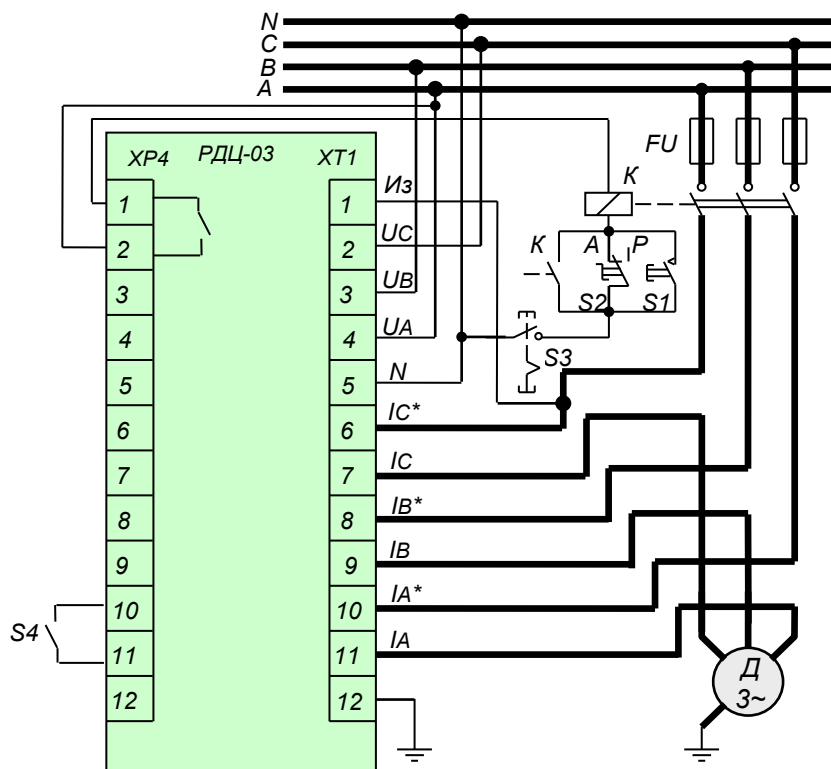 N
C
B
A
XP4 РДЦ-03 XT1
FU
1
2
3
4
5
6
7
8
9
10
11
12
1
2
3
4
5
6
7
8
9
10
11
12
Из
UC
UB
UA
N
IC*
IC
IB*
IB
IA*
IA
К
К
A
P
S2
S1
S3
S4
Д
3~